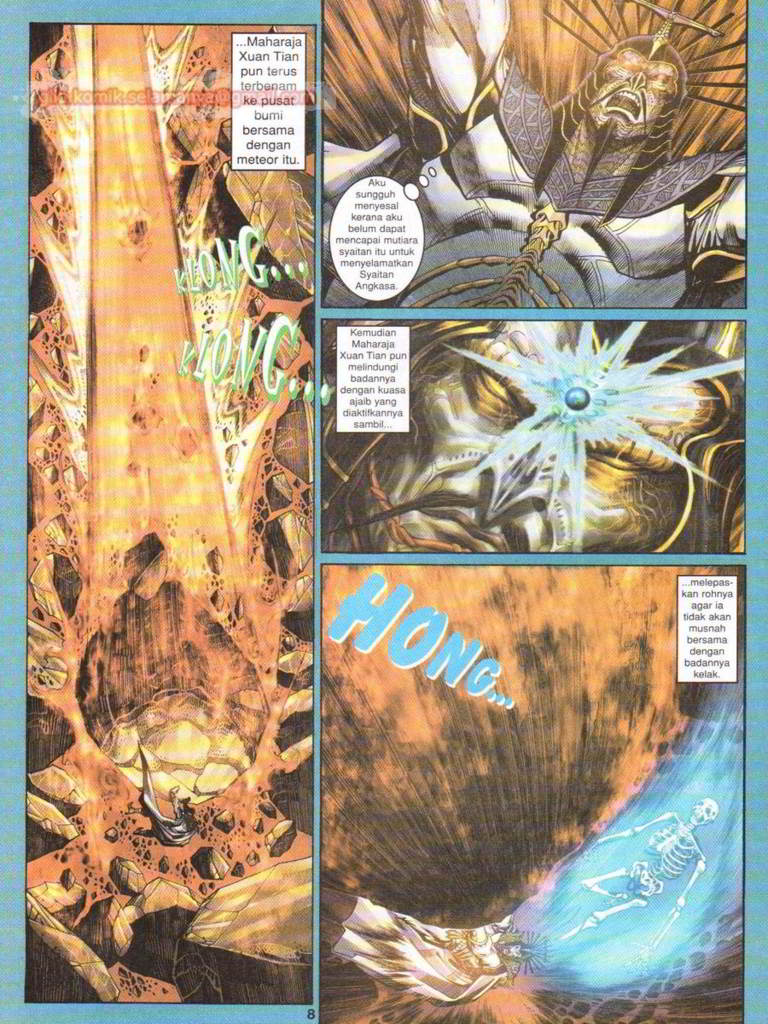 ...Maharaja
Xuan Tian
pun terus
terbenam
ke pusat
bumi
bersama
dengan
meteor itu.
KLONG...
KLONG...
Aku
sungguh
menyesal
kerana aku
belum dapat
mencapai mutiara
syaitan itu untuk
menyelamatkan
Syaitan
Angkasa.
Kemudian
Maharaja
Xuan Tian pun
melindungi
badannya
dengan kuasa
ajaib yang
diaktifkannya
sambil...
HONG...
...melepas-
kan rohnya
agar ia
tidak akan
musnah
bersama
dengan
badannya
kelak.
8